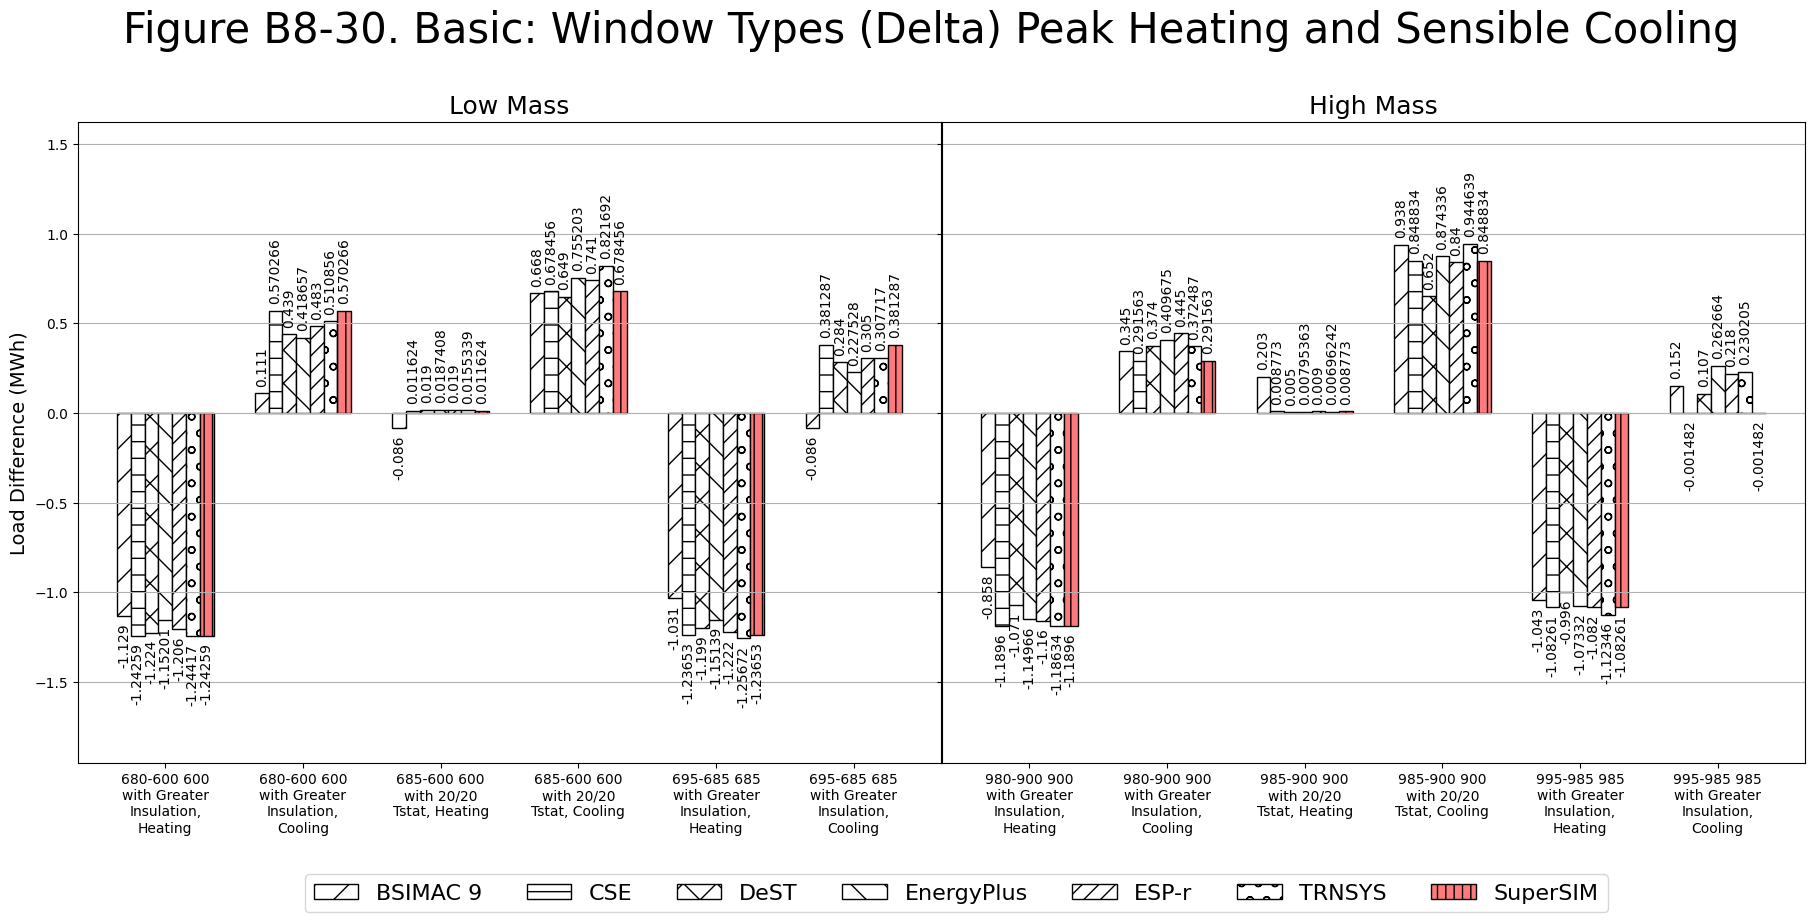 Figure B8-30. Basic: Window Types (Delta) Peak Heating and Sensible Cooling
Low Mass
High Mass
Load Difference (MWh)
1.5
1.0
0.5
0.0
−0.5
−1.0
−1.5
-1.129
-1.24259
-1.224
-1.15201
-1.206
-1.24417
-1.24259
0.111
0.570266
0.439
0.418657
0.483
0.510856
0.570266
-0.086
0.011624
0.019
0.0187408
0.019
0.0155339
0.011624
0.668
0.678456
0.649
0.755203
0.741
0.821692
0.678456
-1.031
-1.23653
-1.199
-1.15139
-1.222
-1.25672
-1.23653
-0.086
0.381287
0.284
0.227528
0.305
0.307717
0.381287
-0.858
-1.1896
-1.071
-1.14966
-1.16
-1.18634
-1.1896
0.345
0.291563
0.374
0.409675
0.445
0.372487
0.291563
0.203
0.008773
0.005
0.00795363
0.009
0.00696242
0.008773
0.938
0.848834
0.652
0.874336
0.84
0.944639
0.848834
-1.043
-1.08261
-0.996
-1.07332
-1.082
-1.12346
-1.08261
0.152
-0.001482
0.107
0.262664
0.218
0.230205
-0.001482
680-600 600
with Greater
Insulation,
Heating
680-600 600
with Greater
Insulation,
Cooling
685-600 600
with 20/20
Tstat, Heating
685-600 600
with 20/20
Tstat, Cooling
695-685 685
with Greater
Insulation,
Heating
695-685 685
with Greater
Insulation,
Cooling
980-900 900
with Greater
Insulation,
Heating
980-900 900
with Greater
Insulation,
Cooling
985-900 900
with 20/20
Tstat, Heating
985-900 900
with 20/20
Tstat, Cooling
995-985 985
with Greater
Insulation,
Heating
995-985 985
with Greater
Insulation,
Cooling
BSIMAC 9
CSE
DeST
EnergyPlus
ESP-r
TRNSYS
SuperSIM